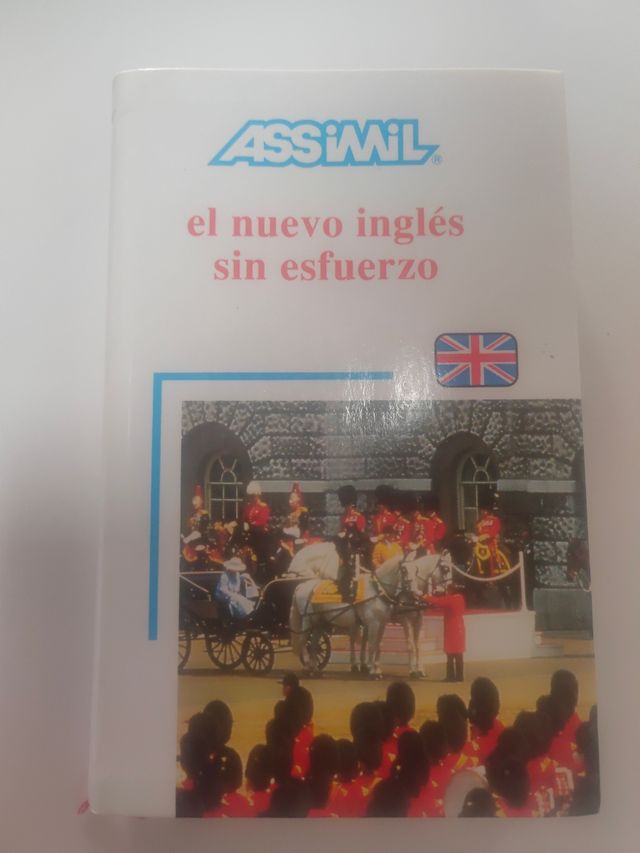 ASSiMiL®
el nuevo inglés
sin esfuerzo